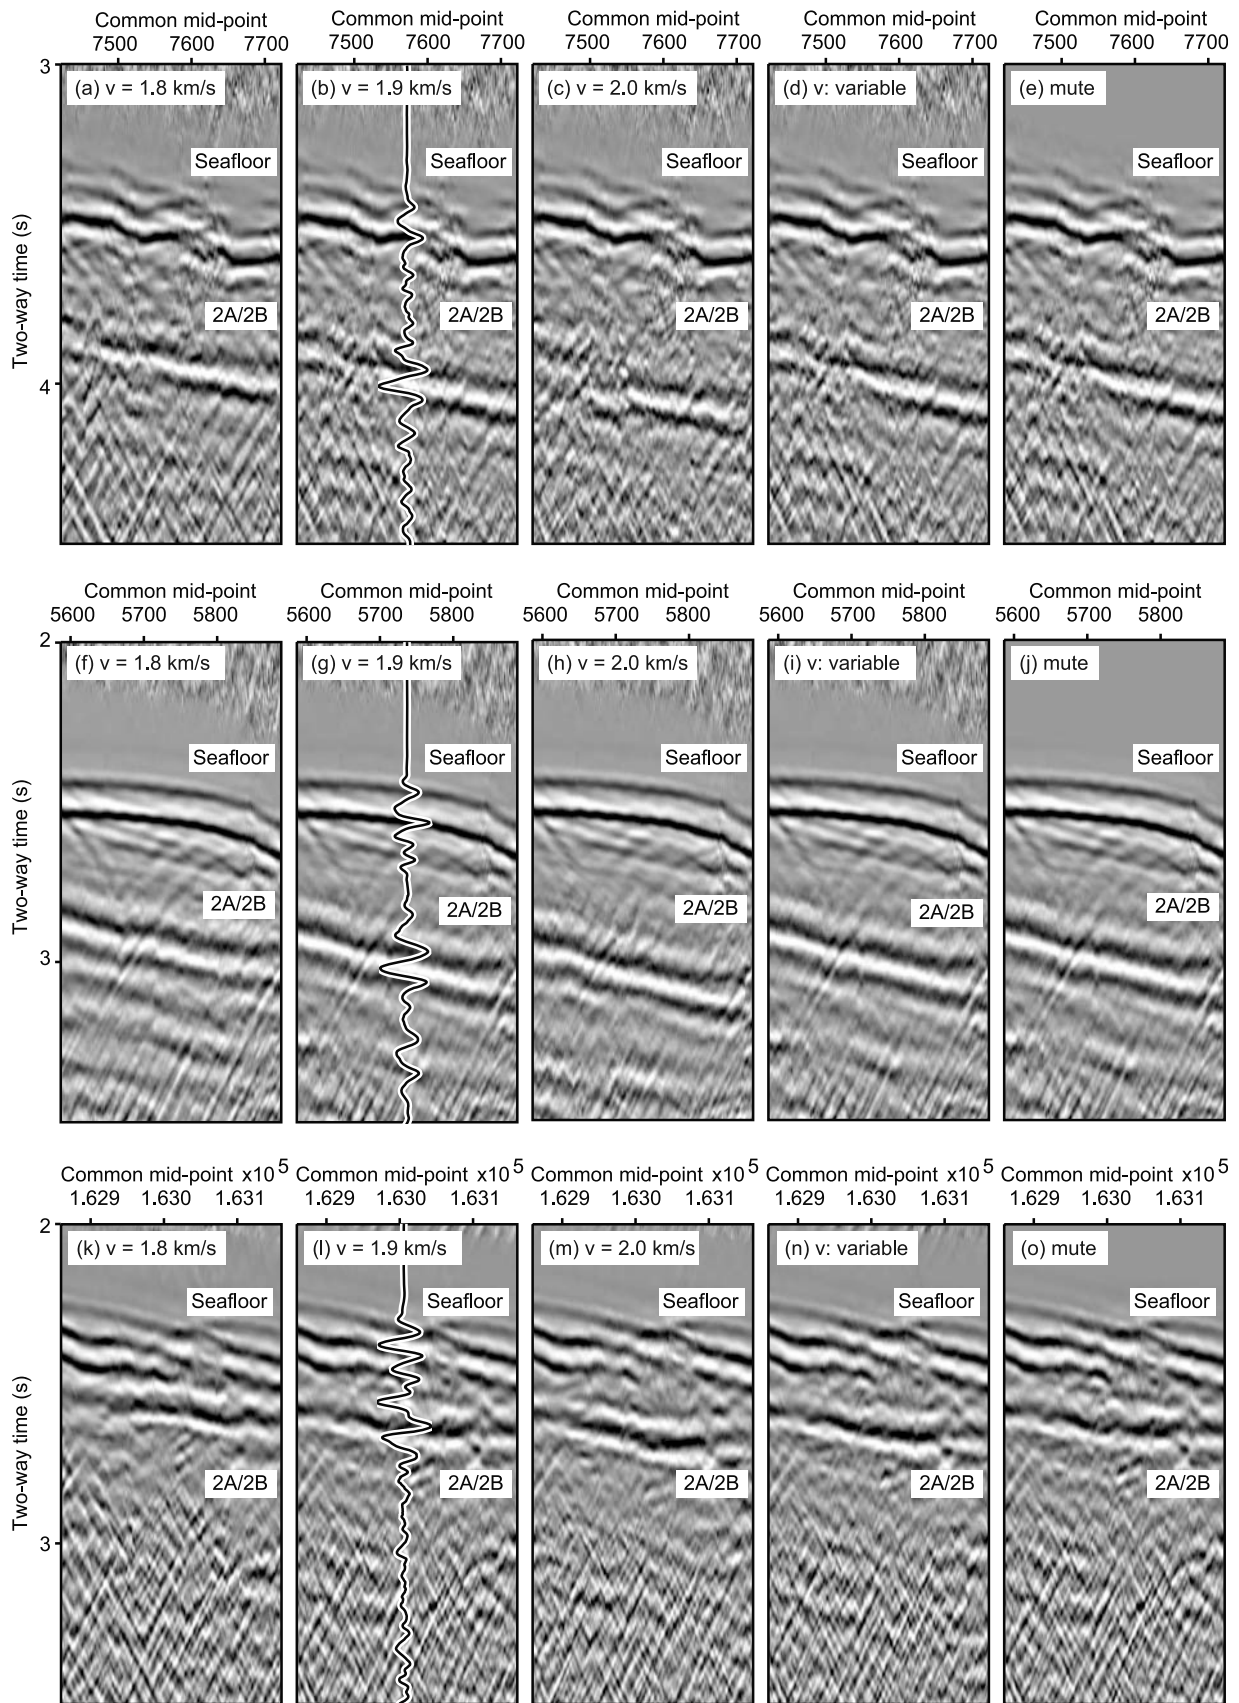 Common mid-point Common mid-point Common mid-point Common mid-point Common mid-point
7500 7600 7700 7500 7600 7700 7500 7600 7700 7500 7600 7700 7500 7600 7700
3
(a) v = 1.8 km/s (b) v = 1.9 km/s (c) v = 2.0 km/s (d) v: variable (e) mute
Seafloor Seafloor Seafloor Seafloor Seafloor
Two-way time (s)
2A/2B 2A/2B 2A/2B 2A/2B 2A/2B
4
Common mid-point Common mid-point Common mid-point Common mid-point Common mid-point
5600 5700 5800 5600 5700 5800 5600 5700 5800 5600 5700 5800 5600 5700 5800
2
(f) v = 1.8 km/s (g) v = 1.9 km/s (h) v = 2.0 km/s (i) v: variable (j) mute
Seafloor Seafloor Seafloor Seafloor Seafloor
Two-way time (s)
2A/2B 2A/2B 2A/2B 2A/2B 2A/2B
3
Common mid-point x10 5 Common mid-point x10 5 Common mid-point x10 5 Common mid-point x10 5 Common mid-point x10 5
1.629 1.630 1.631 1.629 1.630 1.631 1.629 1.630 1.631 1.629 1.630 1.631 1.629 1.630 1.631
2
(k) v = 1.8 km/s (l) v = 1.9 km/s (m) v = 2.0 km/s (n) v: variable (o) mute
Seafloor Seafloor Seafloor Seafloor Seafloor
Two-way time (s)
2A/2B 2A/2B 2A/2B 2A/2B 2A/2B
3